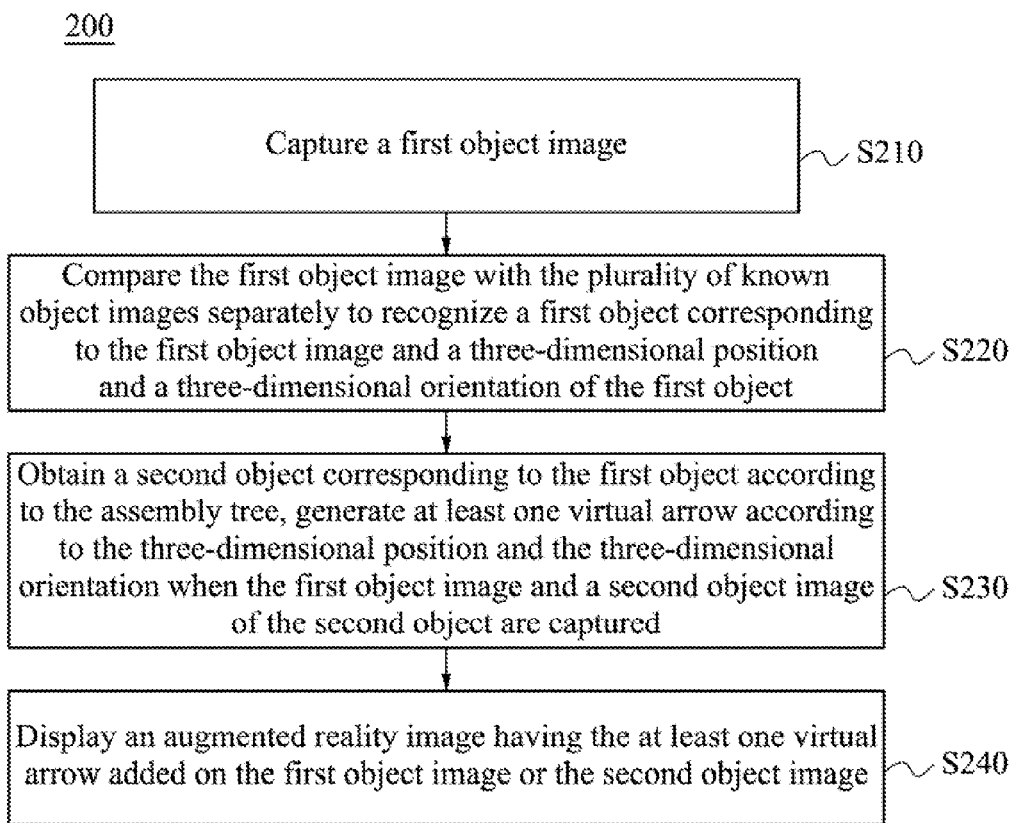 200
Capture a first object image
S210
Compare the first object image with the plurality of known
object images separately to recognize a first object corresponding
to the first object image and a three-dimensional position
and a three-dimensional orientation of the first object
S220
Obtain a second object corresponding to the first object according
to the assembly tree, generate at least one virtual arrow according
to the three-dimensional position and the three-dimensional
orientation when the first object image and a second object image
of the second object are captured
S230
Display an augmented reality image having the at least one virtual
arrow added on the first object image or the second object image
S240